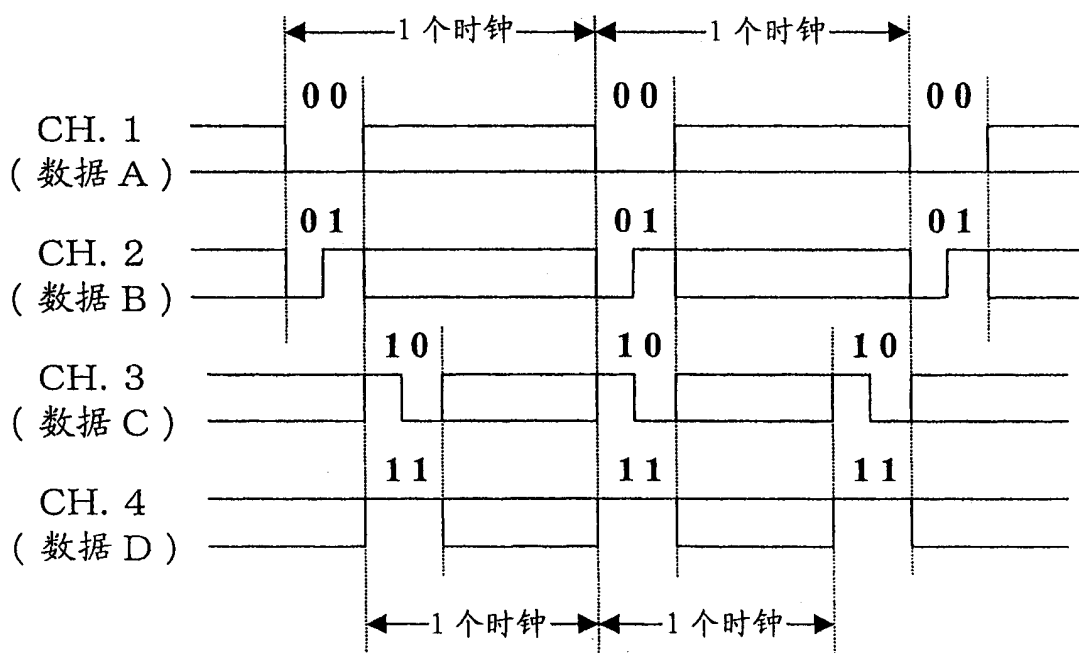 1 个时钟 1 个时钟
0 0 0 0 0 0
CH. 1
( 数据 A )
0 1 0 1 0 1
CH. 2
( 数据 B )
1 0 1 0 1 0
CH. 3
( 数据 C )
1 1 1 1 1 1
CH. 4
( 数据 D )
1 个时钟 1 个时钟